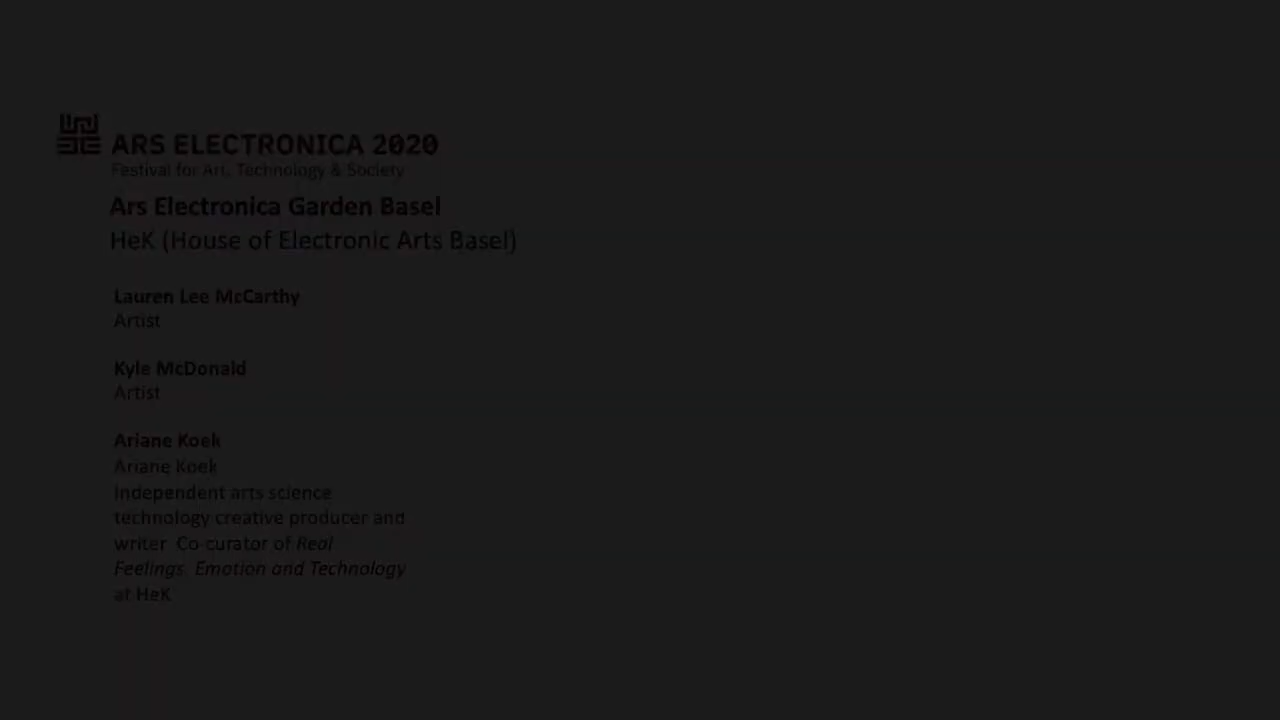 ARS ELECTRONICA 2020
Festival for Art, Technology & Society
Ars Electronica Garden Basel
HeK (House of Electronic Arts Basel)
Lauren Lee McCarthy
Artist
Kyle McDonald
Artist
Ariane Koek
Ariane Koek
Independent arts science
technology creative producer and
writer Co-curator of Real
Feelings. Emotion and Technology
at HeK